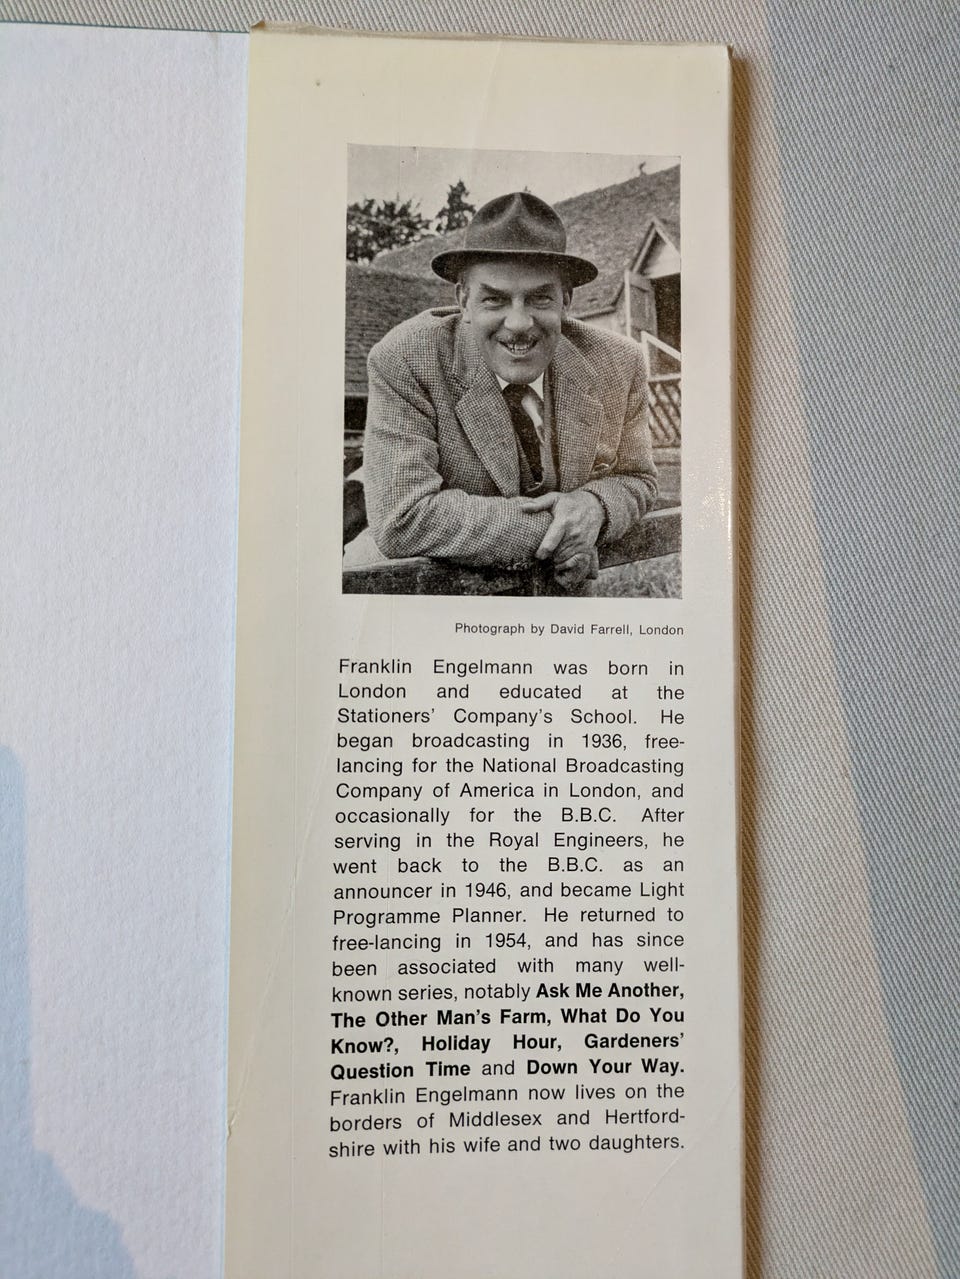 Photograph by David Farrell, London
Franklin Engelmann was born in
London and educated at the
Stationers' Company's School. He
began broadcasting in 1936, free-
lancing for the National Broadcasting
Company of America in London, and
occasionally for the B.B.C. After
serving in the Royal Engineers, he
went back to the B.B.C. as an
announcer in 1946, and became Light
Programme Planner. He returned to
free-lancing in 1954, and has since
been associated with many well-
known series, notably Ask Me Another,
The Other Man's Farm, What Do You
Know?, Holiday Hour, Gardeners'
Question Time and Down Your Way.
Franklin Engelmann now lives on the
borders of Middlesex and Hertford-
shire with his wife and two daughters.